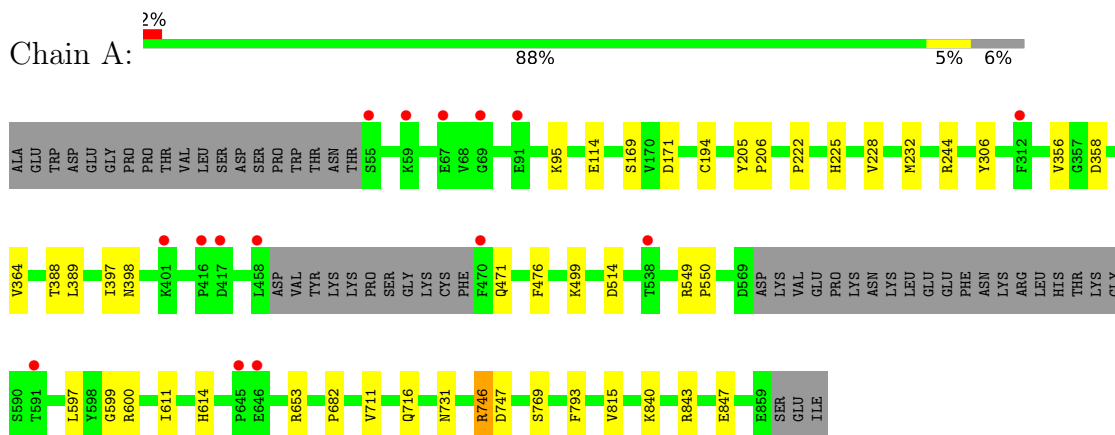 2%
Chain A:
88% 5% 6%
ALA GLU TRP ASP GLU GLY PRO PRO THR VAL LEU SER ASP SER PRO TRP THR ASN THR S55 K59 E67 V68 G69 E91 K95 E114 S169 V170 D171 C194 Y205 P206 P222 H225 V228 M232 R244 Y306 F312 V356 G357 D358
V364 T388 L389 I397 N398 K401 P416 D417 L458 ASP VAL TYR LYS LYS PRO SER GLY LYS CYS PHE F470 Q471 F476 K499 D514 T538 R549 P550 D569 ASP LYS VAL GLU PRO LYS ASN LYS LEU GLU GLU PHE ASN LYS ARG LEU HIS THR LYS GLY
S590 T591 L597 Y598 G599 R600 I611 H614 P645 E646 R653 P682 V711 Q716 N731 R746 D747 S769 F793 V815 K840 R843 E847 E859 SER GLU ILE